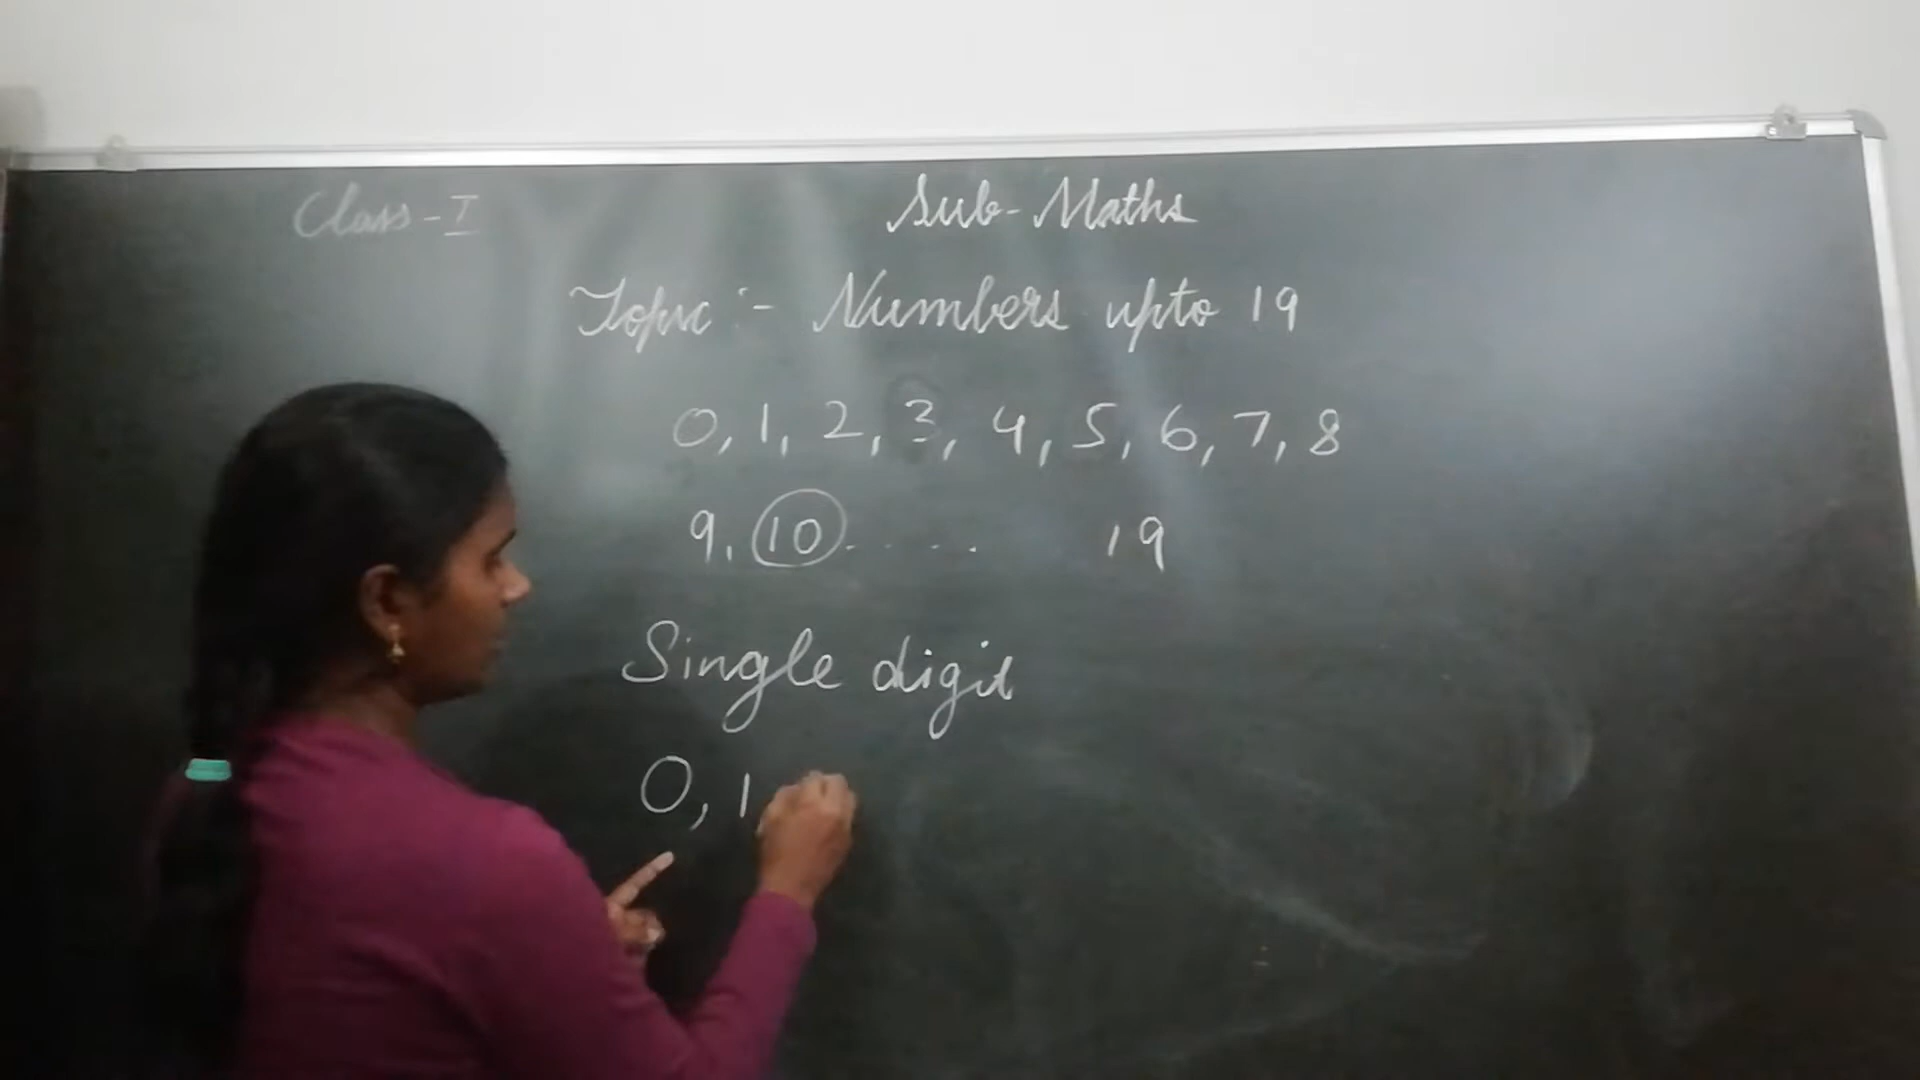 Class - I
Sub - Maths
Topic :- Numbers upto 19
0, 1, 2, 3, 4, 5, 6, 7, 8
9, 10 ..... 19
Single digit
0, 1